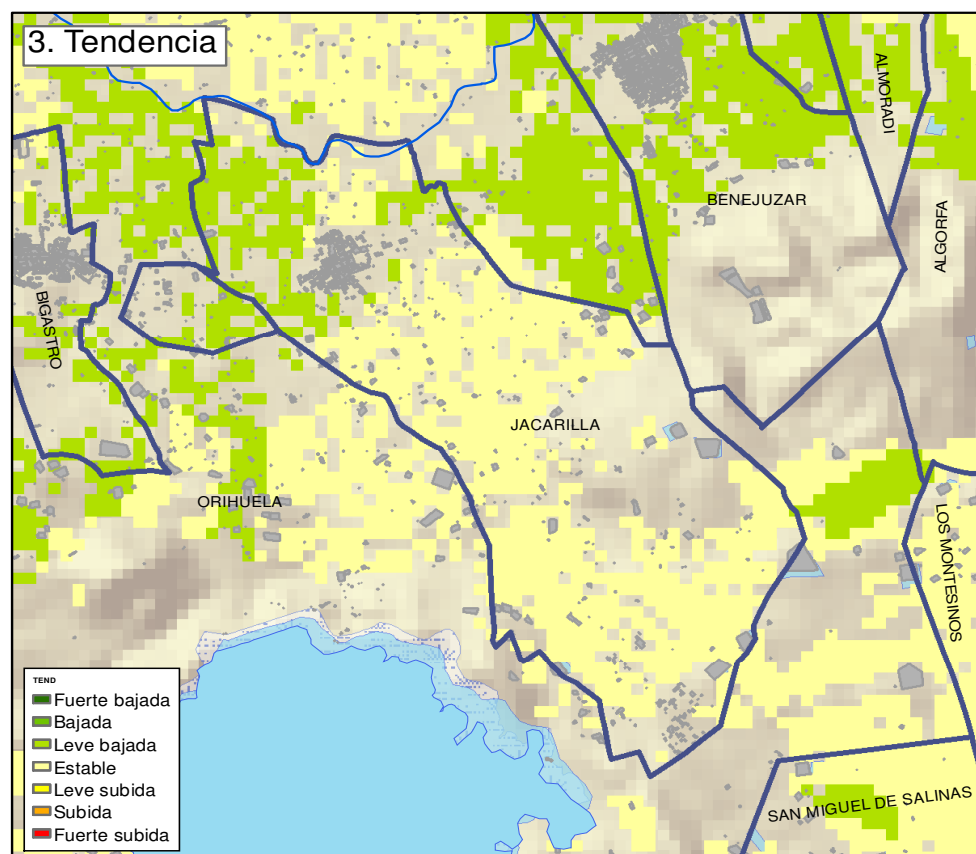 3. Tendencia
ALMORADI
BENEJUZAR
ALGORFA
BIGASTRO
JACARILLA
ORIHUELA
LOS MONTESINOS
SAN MIGUEL DE SALINAS
TEND
Fuerte bajada
Bajada
Leve bajada
Estable
Leve subida
Subida
Fuerte subida